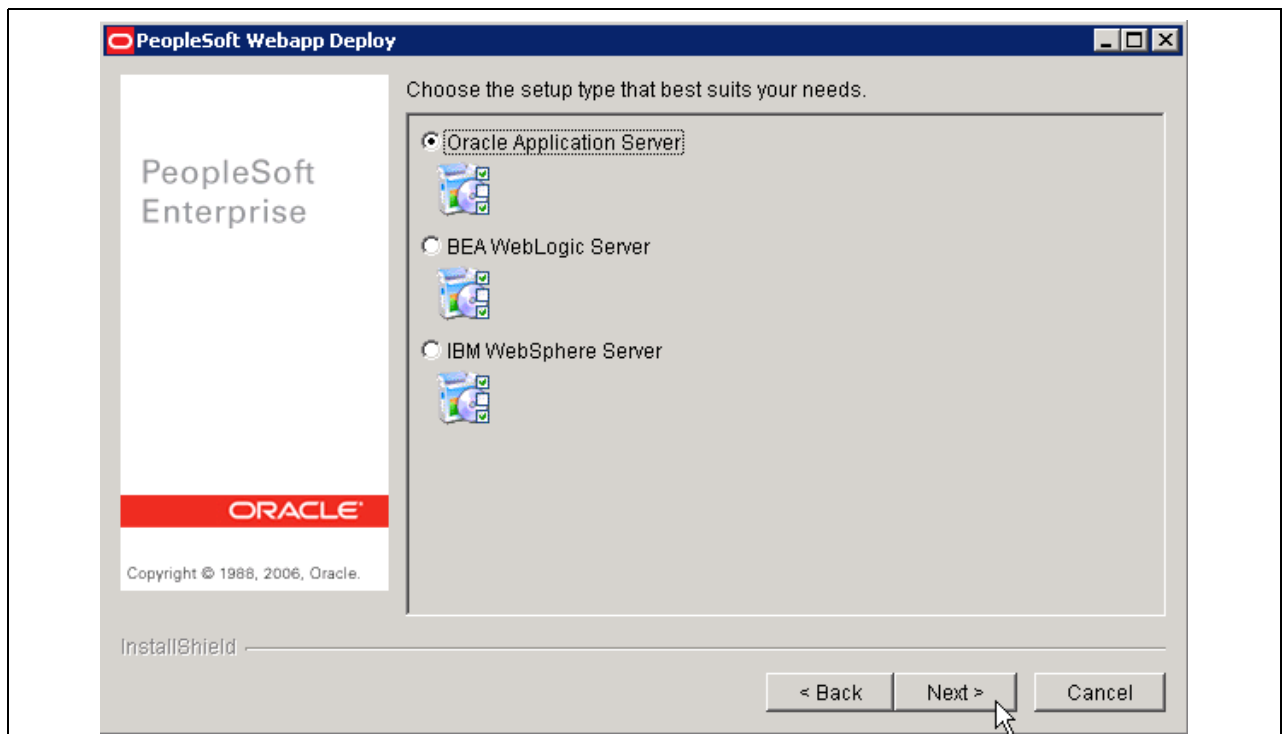 PeopleSoft Webapp Deploy
Choose the setup type that best suits your needs.
Oracle Application Server
BEA WebLogic Server
IBM WebSphere Server
PeopleSoft
Enterprise
ORACLE
Copyright © 1988, 2006, Oracle.
InstallShield
< Back
Next >
Cancel